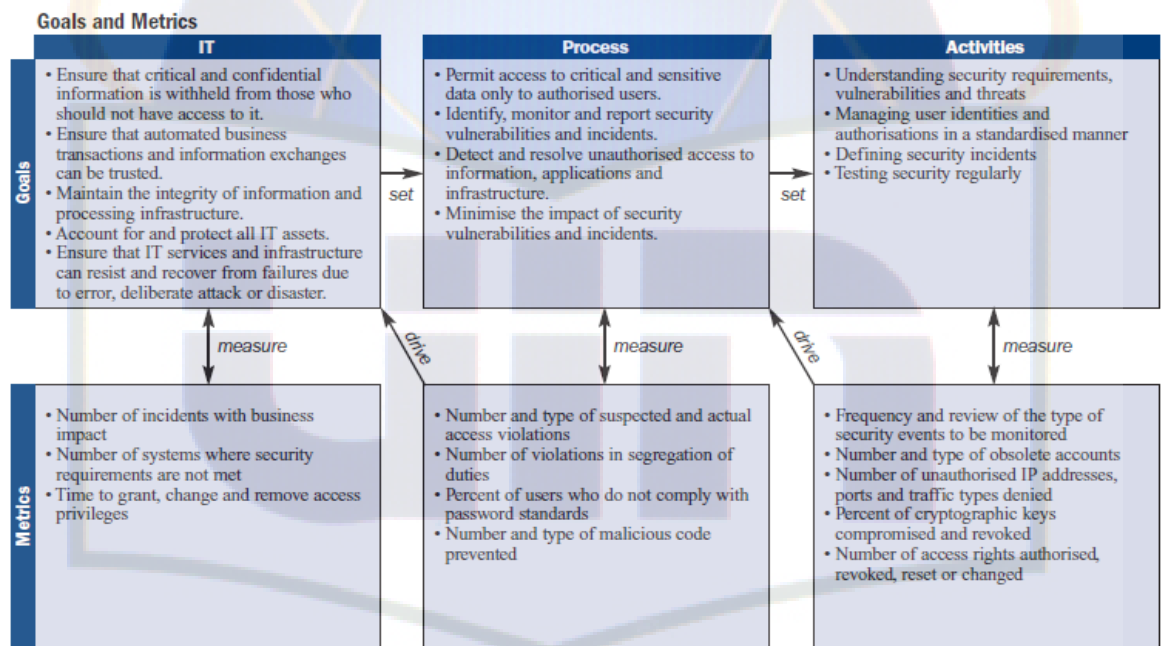 Goals and Metrics
IT
Process
Activities
Goals
• Ensure that critical and confidential
information is withheld from those who
should not have access to it.
• Ensure that automated business
transactions and information exchanges
can be trusted.
• Maintain the integrity of information and
processing infrastructure.
• Account for and protect all IT assets.
• Ensure that IT services and infrastructure
can resist and recover from failures due
to error, deliberate attack or disaster.
set
• Permit access to critical and sensitive
data only to authorised users.
• Identify, monitor and report security
vulnerabilities and incidents.
• Detect and resolve unauthorised access to
information, applications and
infrastructure.
• Minimise the impact of security
vulnerabilities and incidents.
set
• Understanding security requirements,
vulnerabilities and threats
• Managing user identities and
authorisations in a standardised manner
• Defining security incidents
• Testing security regularly
measure
drive
measure
drive
measure
Metrics
• Number of incidents with business
impact
• Number of systems where security
requirements are not met
• Time to grant, change and remove access
privileges
• Number and type of suspected and actual
access violations
• Number of violations in segregation of
duties
• Percent of users who do not comply with
password standards
• Number and type of malicious code
prevented
• Frequency and review of the type of
security events to be monitored
• Number and type of obsolete accounts
• Number of unauthorised IP addresses,
ports and traffic types denied
• Percent of cryptographic keys
compromised and revoked
• Number of access rights authorised,
revoked, reset or changed